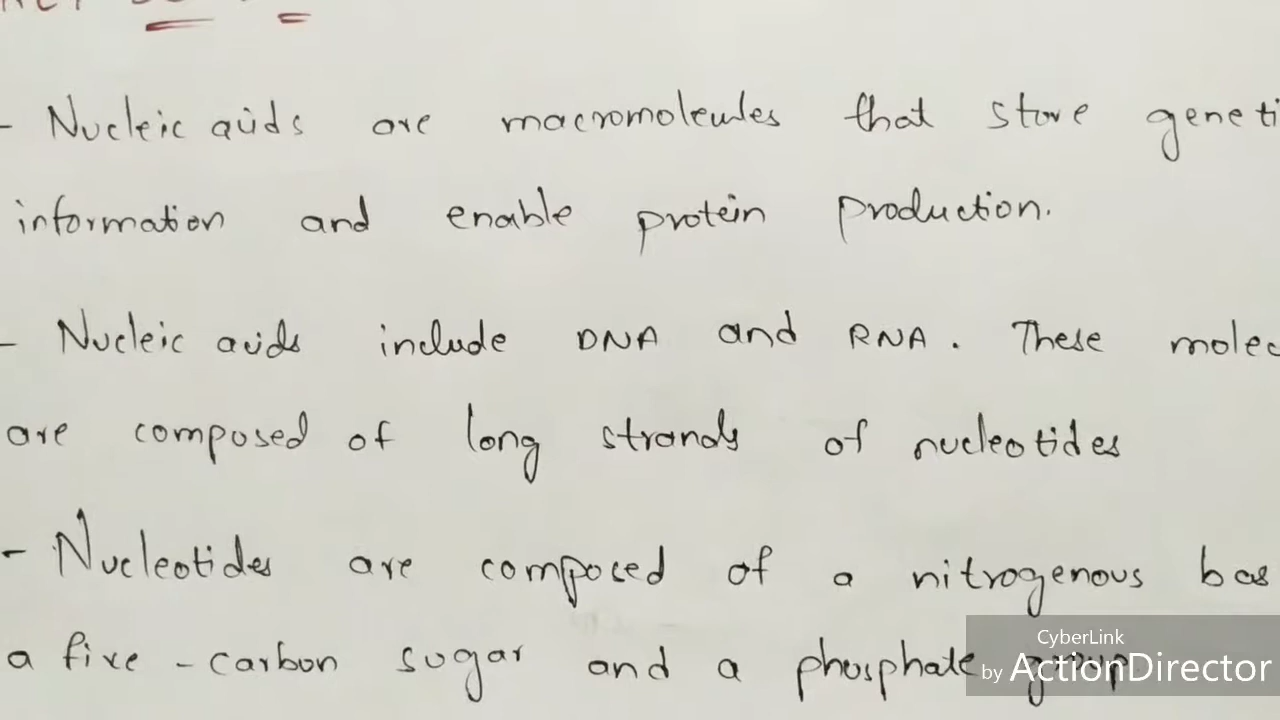 - Nucleic acids are macromolecules that store geneti
information and enable protein production.
- Nucleic acids include DNA and RNA. These molec
are composed of long strands of nucleotides
- Nucleotides are composed of a nitrogenous bas
a five-carbon sugar and a phosphate group
CyberLink
by ActionDirector